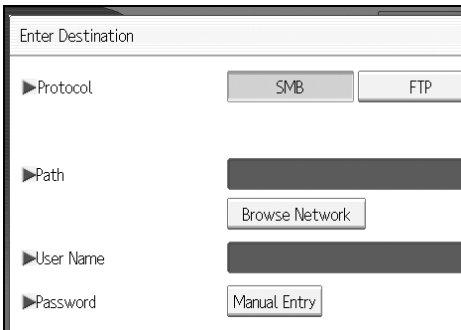 Enter Destination
▶Protocol SMB FTP
▶Path
Browse Network
▶User Name
▶Password Manual Entry